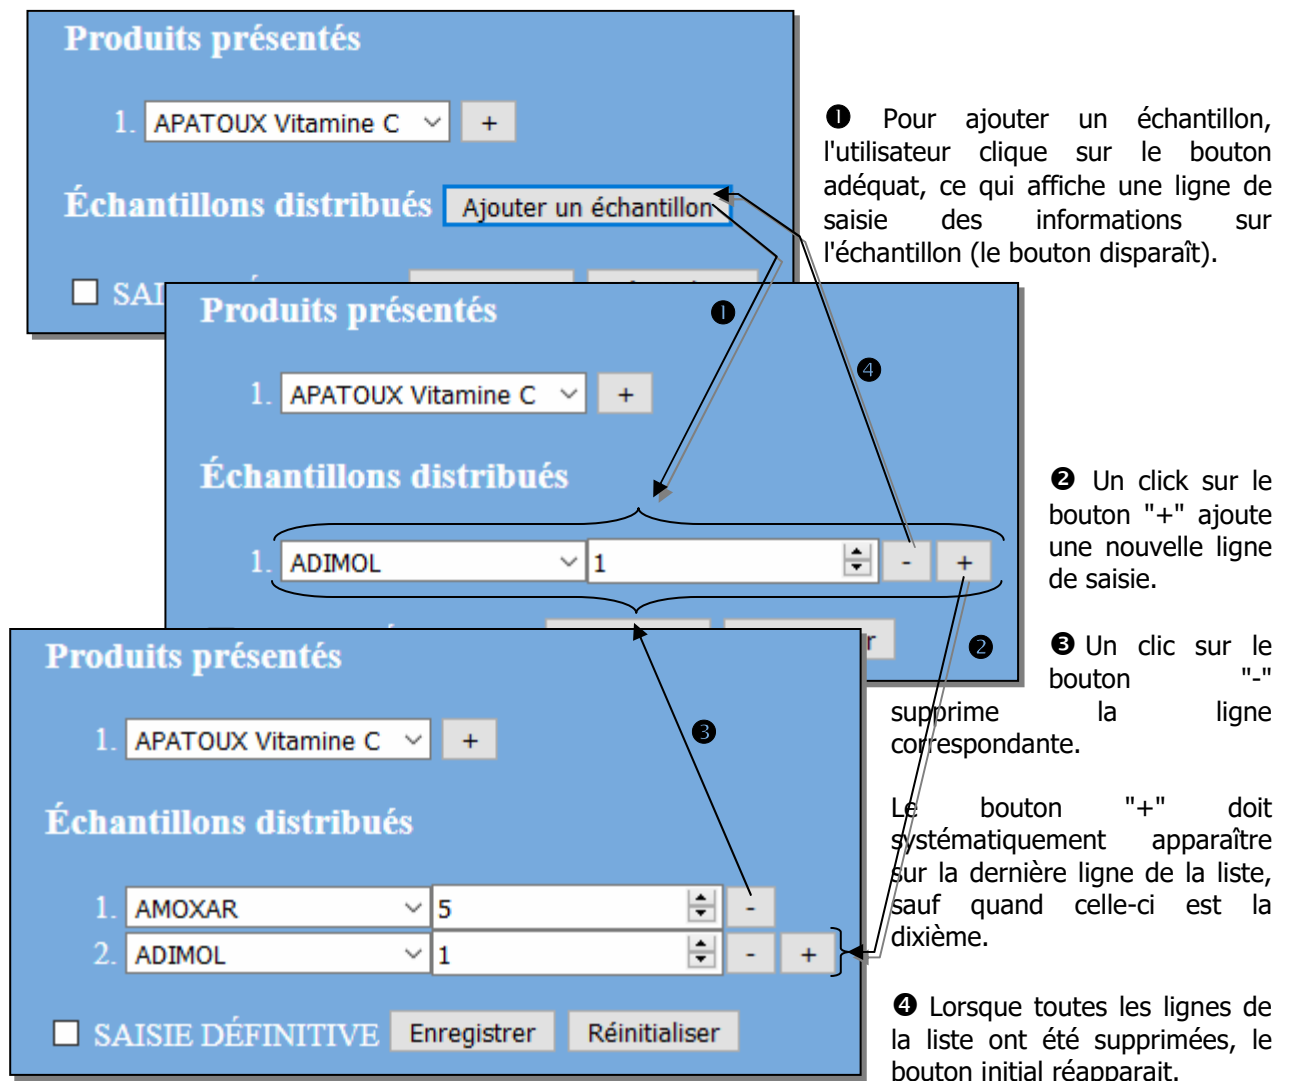 Produits présentés
1. APATOUX Vitamine C +
Échantillons distribués Ajouter un échantillon
❶ Pour ajouter un échantillon,
l'utilisateur clique sur le bouton
adéquat, ce qui affiche une ligne de
saisie des informations sur
l'échantillon (le bouton disparaît).
Produits présentés
❶
❹
1. APATOUX Vitamine C +
Échantillons distribués
1. ADIMOL 1 - +
❷ Un click sur le
bouton "+" ajoute
une nouvelle ligne
de saisie.
❷
Produits présentés
1. APATOUX Vitamine C +
❸
Échantillons distribués
1. AMOXAR 5 -
2. ADIMOL 1 - +
SAISIE DÉFINITIVE Enregistrer Réinitialiser
❸ Un clic sur le
bouton "-"
supprime la ligne
correspondante.
Le bouton "+" doit
systématiquement apparaître
sur la dernière ligne de la liste,
sauf quand celle-ci est la
dixième.
❹ Lorsque toutes les lignes de
la liste ont été supprimées, le
bouton initial réapparait.